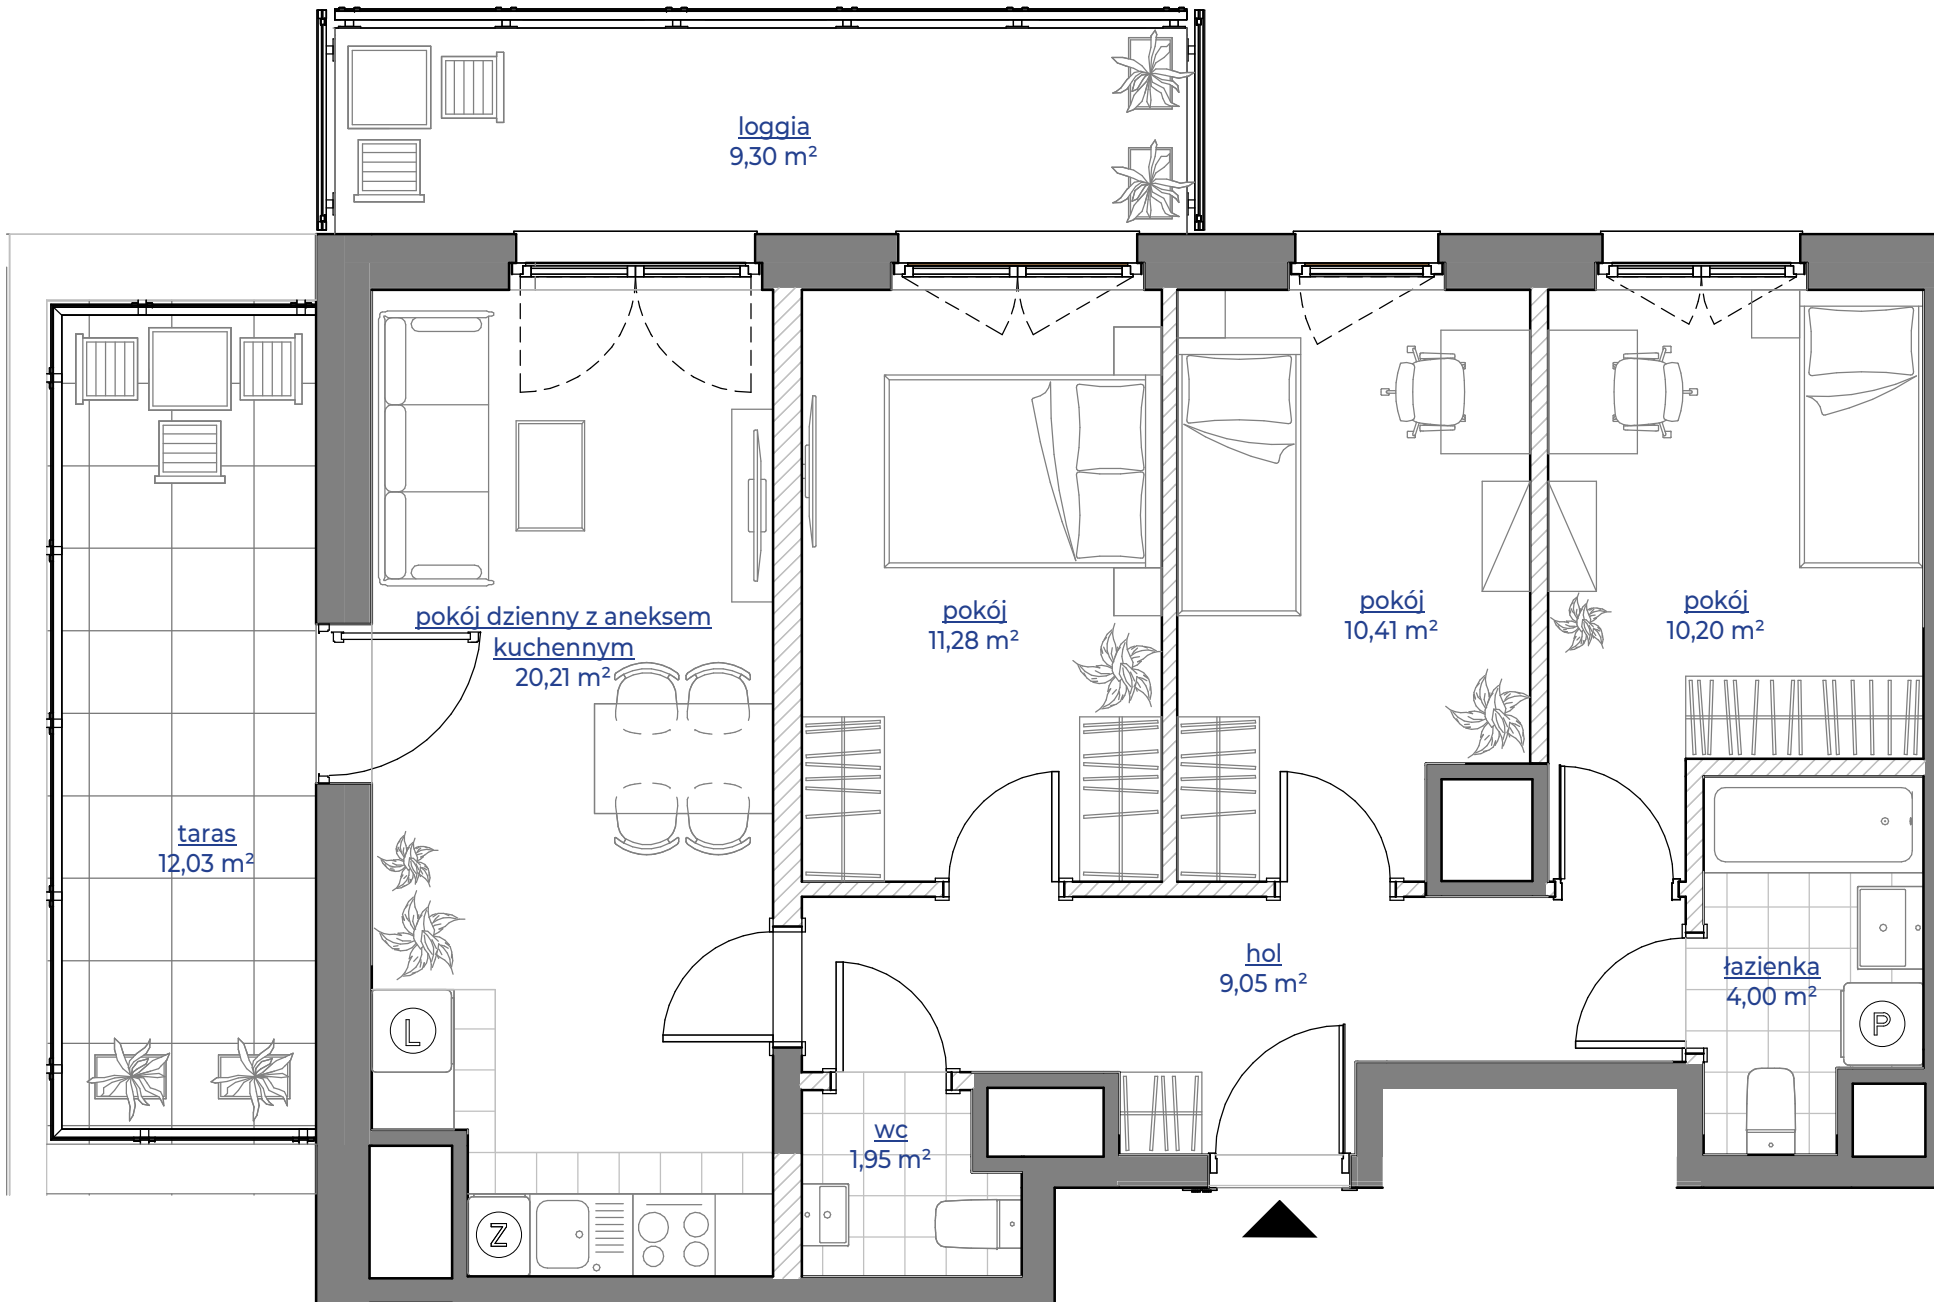 loggia
9,30 m²
pokój dzienny z aneksem
kuchennym
20,21 m²
pokój
11,28 m²
pokój
10,41 m²
pokój
10,20 m²
taras
12,03 m²
hol
9,05 m²
łazienka
4,00 m²
L
P
wc
1,95 m²
Z